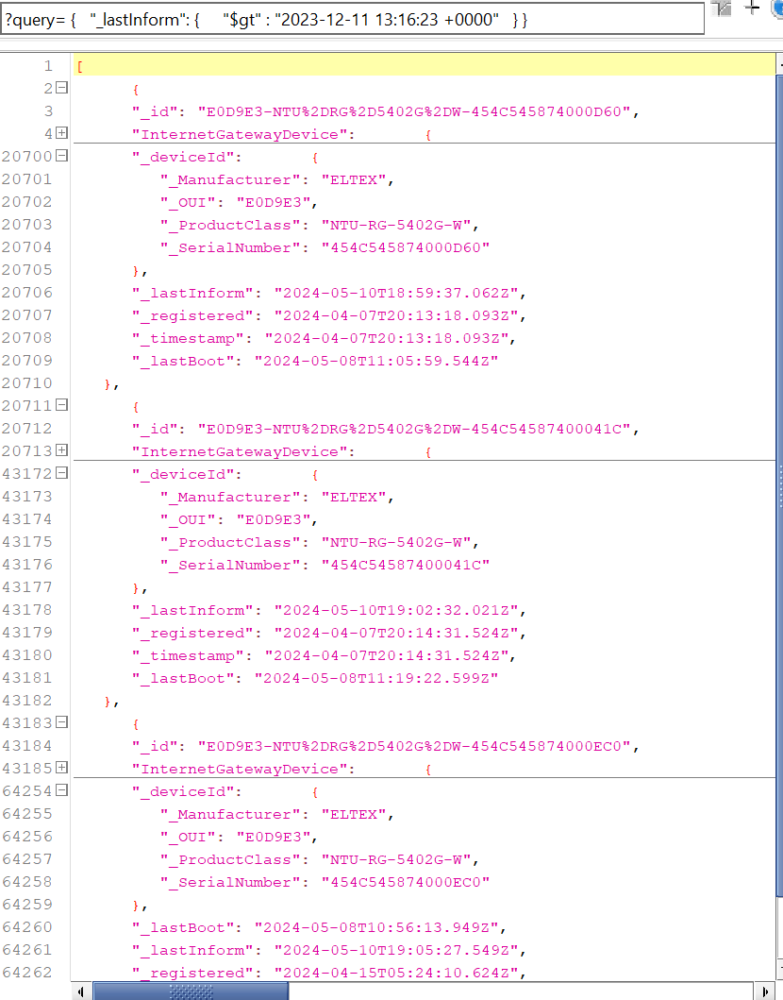 ?query= { "_lastInform": { "$gt" : "2023-12-11 13:16:23 +0000" } }
1 [
2 {
3 "_id": "E0D9E3-NTU%2DRG%2D5402G%2DW-454C545874000D60",
4 "InternetGatewayDevice": {
20700 "_deviceId": {
20701 "_Manufacturer": "ELTEX",
20702 "_OUI": "E0D9E3",
20703 "_ProductClass": "NTU-RG-5402G-W",
20704 "_SerialNumber": "454C545874000D60"
20705 },
20706 "_lastInform": "2024-05-10T18:59:37.062Z",
20707 "_registered": "2024-04-07T20:13:18.093Z",
20708 "_timestamp": "2024-04-07T20:13:18.093Z",
20709 "_lastBoot": "2024-05-08T11:05:59.544Z"
20710 },
20711 {
20712 "_id": "E0D9E3-NTU%2DRG%2D5402G%2DW-454C54587400041C",
20713 "InternetGatewayDevice": {
43172 "_deviceId": {
43173 "_Manufacturer": "ELTEX",
43174 "_OUI": "E0D9E3",
43175 "_ProductClass": "NTU-RG-5402G-W",
43176 "_SerialNumber": "454C54587400041C"
43177 },
43178 "_lastInform": "2024-05-10T19:02:32.021Z",
43179 "_registered": "2024-04-07T20:14:31.524Z",
43180 "_timestamp": "2024-04-07T20:14:31.524Z",
43181 "_lastBoot": "2024-05-08T11:19:22.599Z"
43182 },
43183 {
43184 "_id": "E0D9E3-NTU%2DRG%2D5402G%2DW-454C545874000EC0",
43185 "InternetGatewayDevice": {
64254 "_deviceId": {
64255 "_Manufacturer": "ELTEX",
64256 "_OUI": "E0D9E3",
64257 "_ProductClass": "NTU-RG-5402G-W",
64258 "_SerialNumber": "454C545874000EC0"
64259 },
64260 "_lastBoot": "2024-05-08T10:56:13.949Z",
64261 "_lastInform": "2024-05-10T19:05:27.549Z",
64262 "_registered": "2024-04-15T05:24:10.624Z",